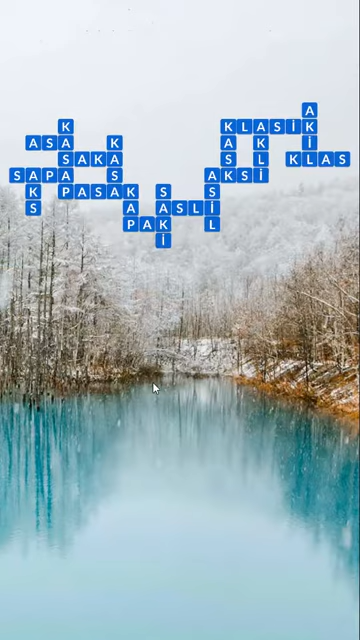 A
K KLASİK
ASA K A K İ
SAKA S L KLAS
SAPA S AKSİ
K PASAK S S
S A ASLİ
PAK L
İ